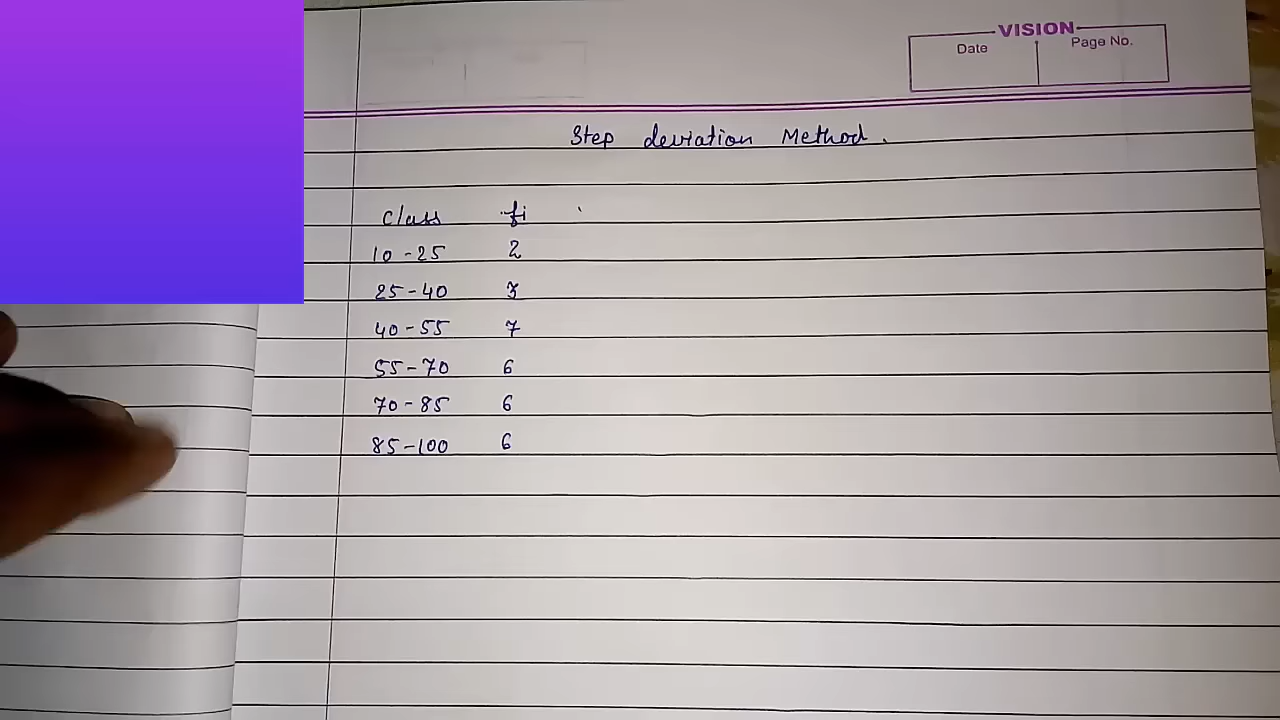 VISION
Date Page No.
Step deviation Method.
Class fi
10-25 2
25-40 3
40-55 7
55-70 6
70-85 6
85-100 6